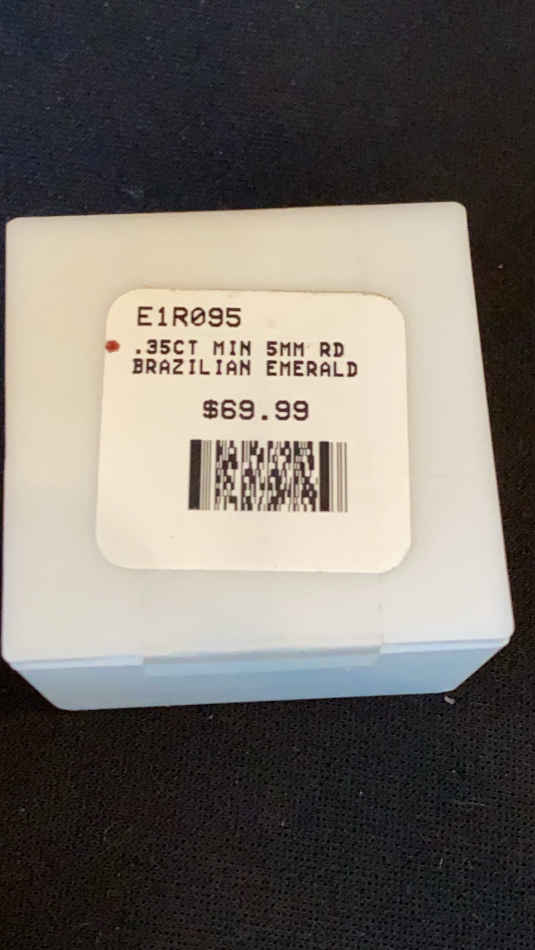 E1R095
.35CT MIN 5MM RD
BRAZILIAN EMERALD
$69.99